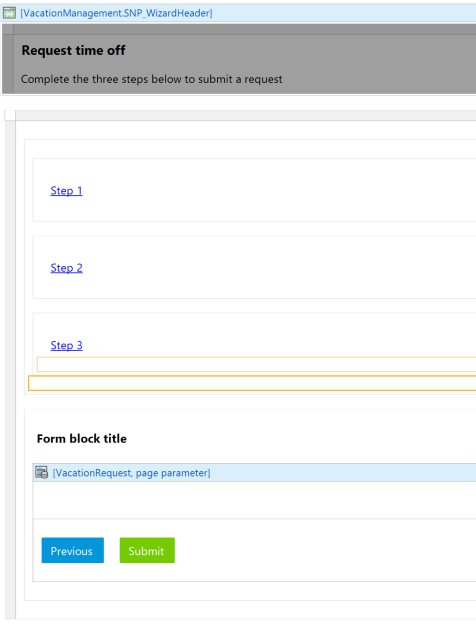 [VacationManagement.SNP_WizardHeader]
Request time off
Complete the three steps below to submit a request
Step 1
Step 2
Step 3
Form block title
[VacationRequest, page parameter]
Previous Submit